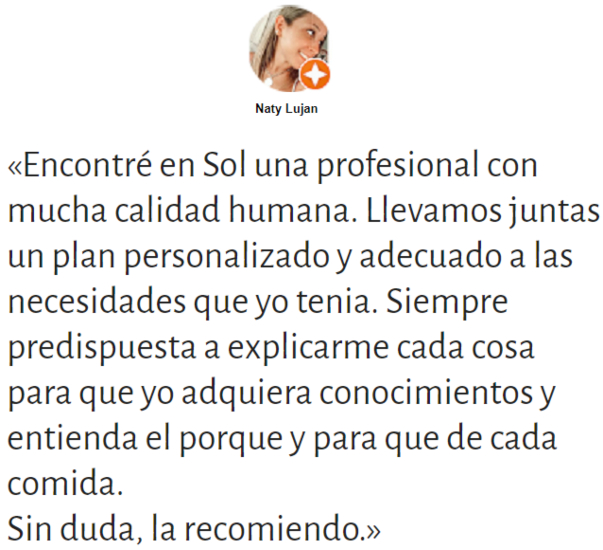 Naty Lujan
«Encontré en Sol una profesional con
mucha calidad humana. Llevamos juntas
un plan personalizado y adecuado a las
necesidades que yo tenia. Siempre
predispuesta a explicarme cada cosa
para que yo adquiera conocimientos y
entienda el porque y para que de cada
comida.
Sin duda, la recomiendo.»